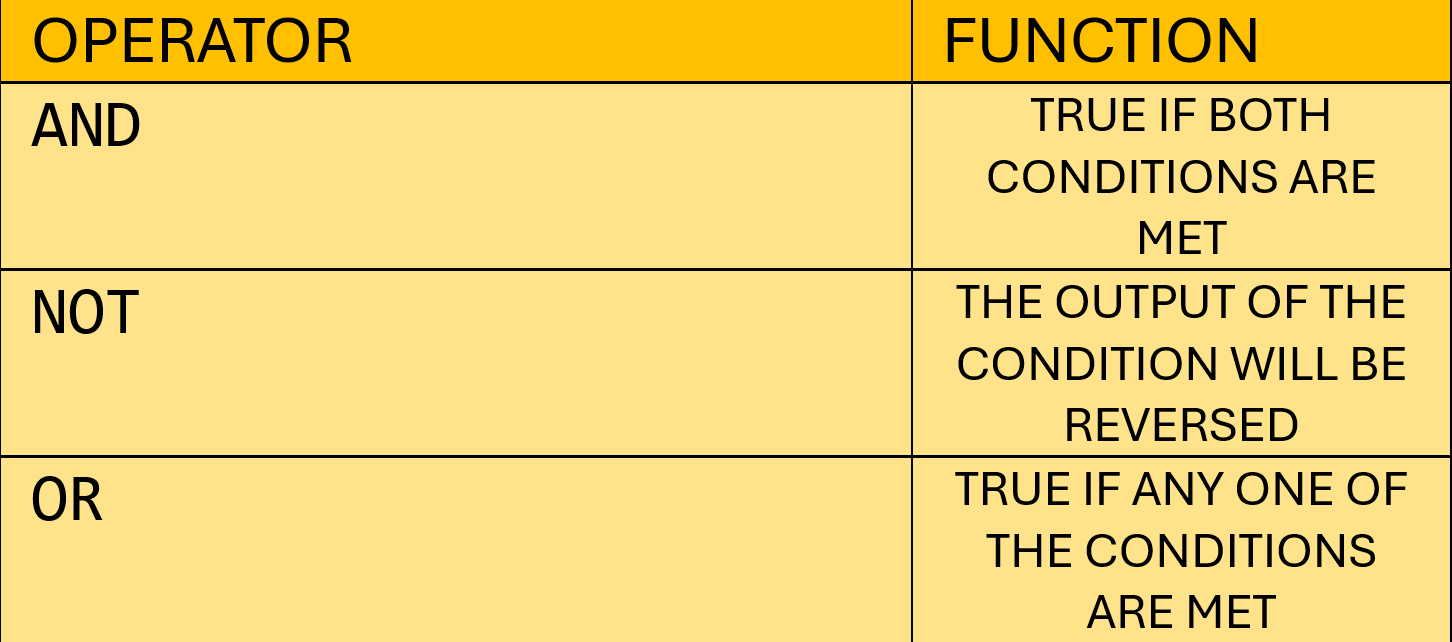 OPERATOR
FUNCTION
AND
TRUE IF BOTH
CONDITIONS ARE
MET
NOT
THE OUTPUT OF THE
CONDITION WILL BE
REVERSED
OR
TRUE IF ANY ONE OF
THE CONDITIONS
ARE MET